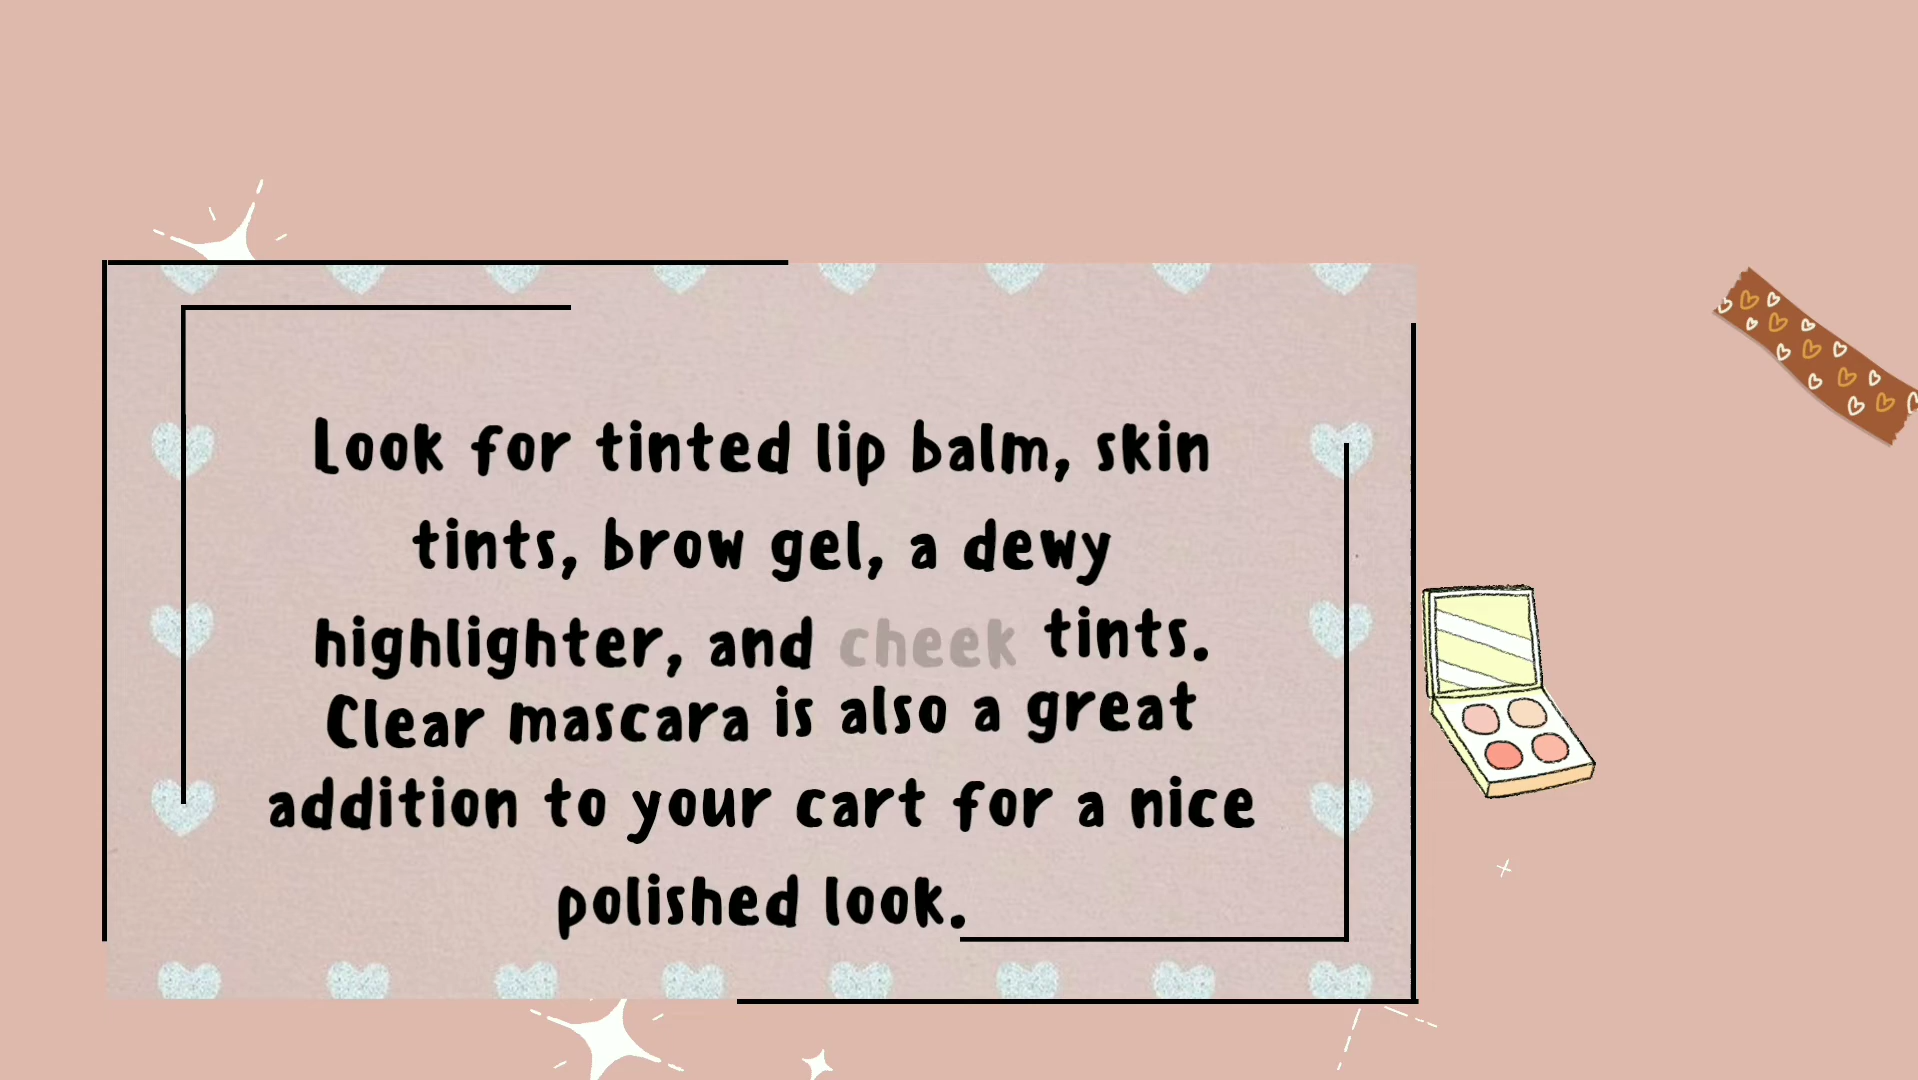 Look for tinted lip balm, skin
tints, brow gel, a dewy
highlighter, and cheek tints.
Clear mascara is also a great
addition to your cart for a nice
polished look.